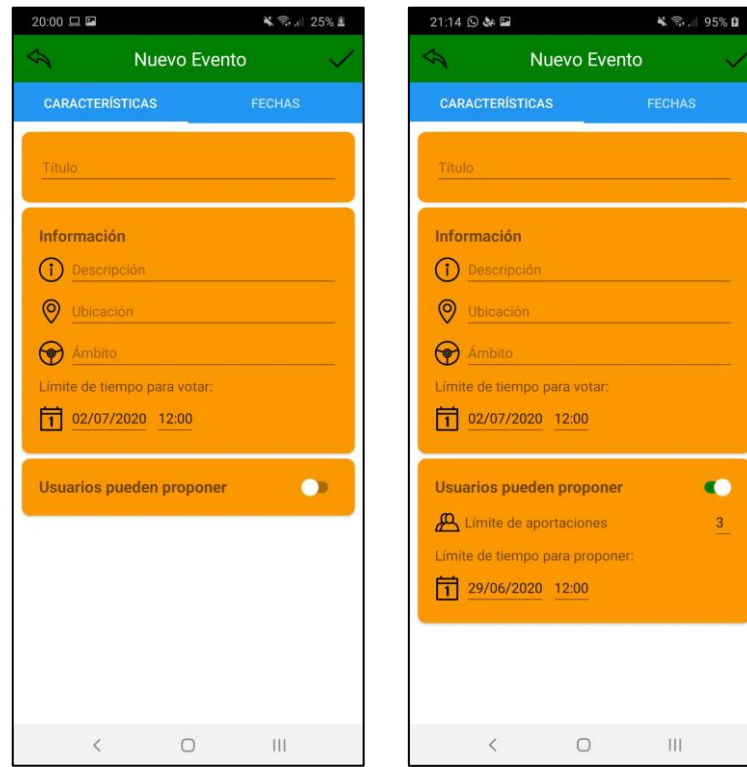 20:00 25%
Nuevo Evento
CARACTERÍSTICAS FECHAS
Título
Información
Descripción
Ubicación
Ámbito
Límite de tiempo para votar:
1 02/07/2020 12:00
Usuarios pueden proponer
21:14 95%
Nuevo Evento
CARACTERÍSTICAS FECHAS
Título
Información
Descripción
Ubicación
Ámbito
Límite de tiempo para votar:
1 02/07/2020 12:00
Usuarios pueden proponer
Límite de aportaciones 3
Límite de tiempo para proponer:
1 29/06/2020 12:00